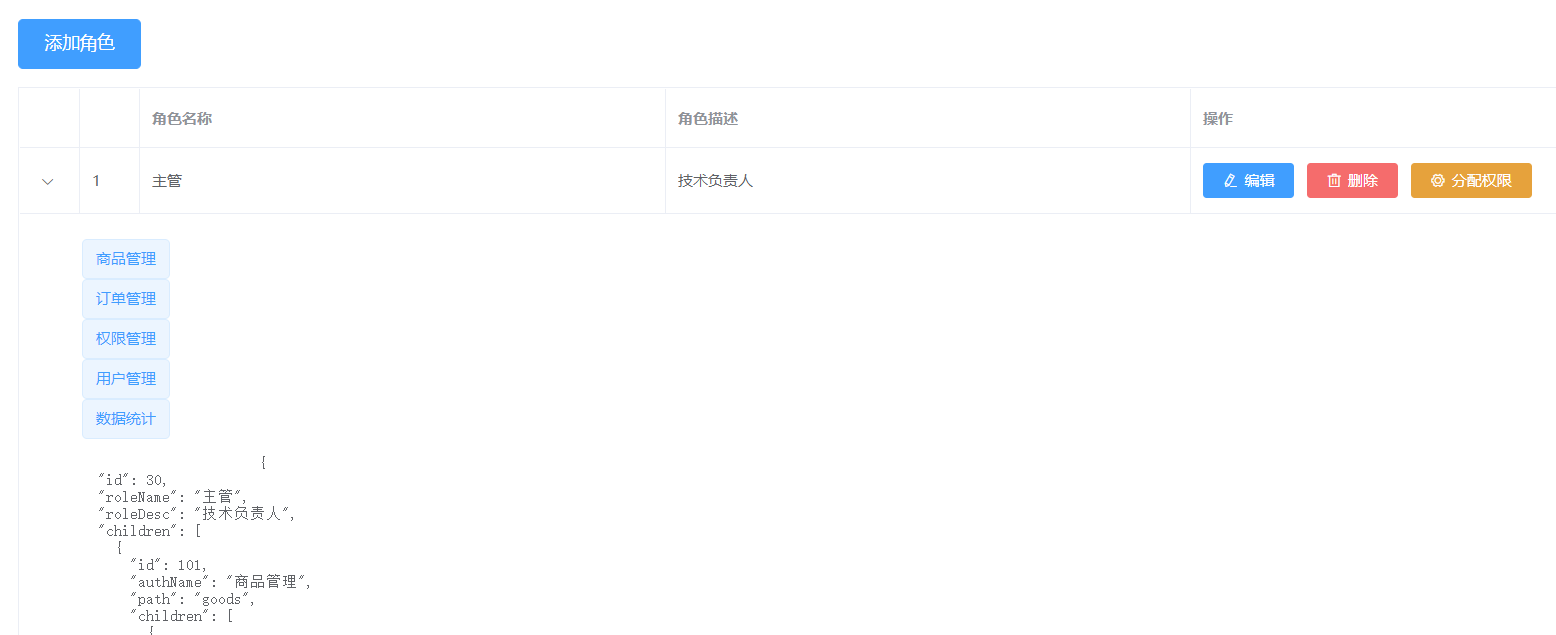 添加角色
角色名称 角色描述 操作
1 主管 技术负责人 编辑 删除 分配权限
商品管理
订单管理
权限管理
用户管理
数据统计
{
"id": 30,
"roleName": "主管",
"roleDesc": "技术负责人",
"children": [
{
"id": 101,
"authName": "商品管理",
"path": "goods",
"children": [
{